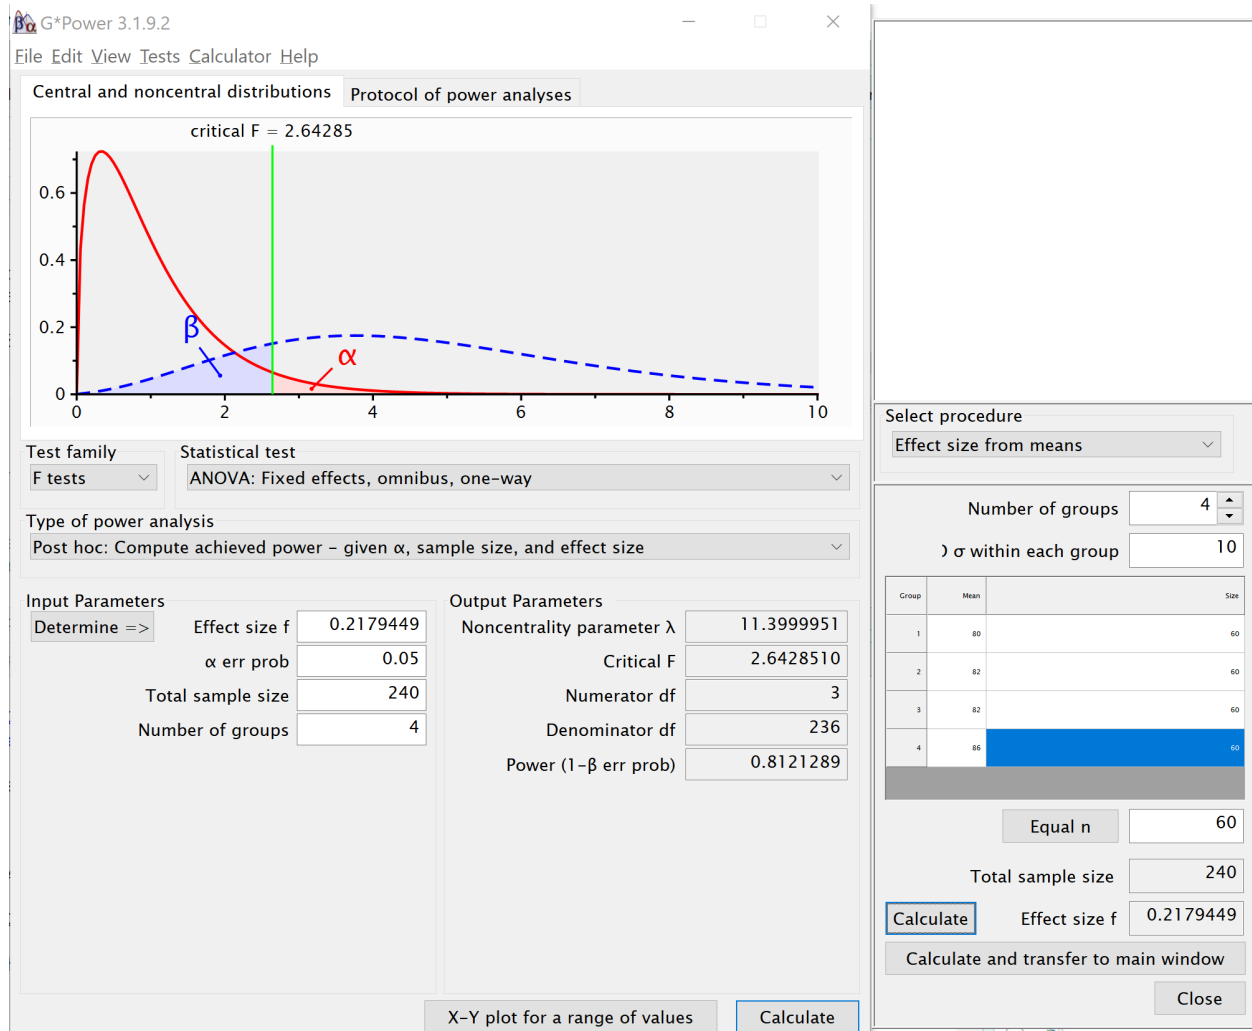 βα G*Power 3.1.9.2
File Edit View Tests Calculator Help
Central and noncentral distributions
Protocol of power analyses
critical F = 2.64285
0.6
0.4
0.2
0
β
α
0 2 4 6 8 10
Test family
Statistical test
F tests
ANOVA: Fixed effects, omnibus, one-way
Type of power analysis
Post hoc: Compute achieved power - given α, sample size, and effect size
Input Parameters
Determine =>
Effect size f 0.2179449
α err prob 0.05
Total sample size 240
Number of groups 4
Output Parameters
Noncentrality parameter λ 11.3999951
Critical F 2.6428510
Numerator df 3
Denominator df 236
Power (1-β err prob) 0.8121289
X-Y plot for a range of values
Calculate
Select procedure
Effect size from means
Number of groups 4
σ within each group 10
Group Mean Size
1 80 60
2 82 60
3 82 60
4 86 60
Equal n 60
Total sample size 240
Calculate
Effect size f 0.2179449
Calculate and transfer to main window
Close